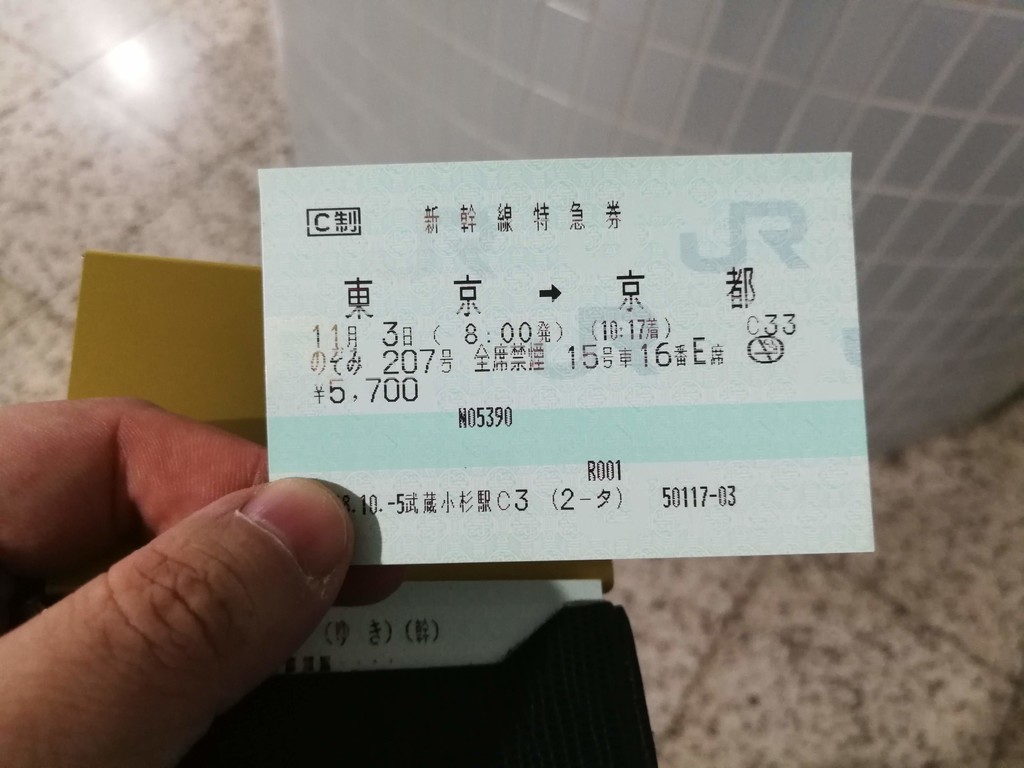 C制 新幹線特急券
JR
東京 ➡ 京都
11月 3日 ( 8:00発) (10:17着) C33
のぞみ 207号 全席禁煙 15号車16番E席
¥5,700
N05390
R001
8.10.-5武蔵小杉駅C3 (2-タ) 50117-03
(ゆき)(幹)